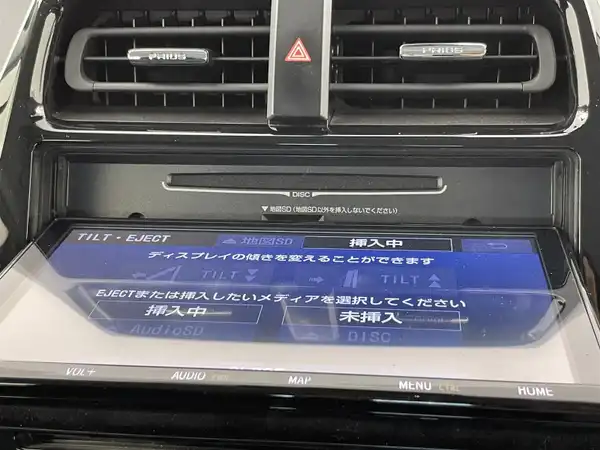 PRIUS
PRIUS
DISC
▼地図SD(地図SD以外を挿入しないでください)
TILT・EJECT
地図SD
挿入中
ディスプレイの傾きを変えることができます
TILT
TILT
EJECTまたは挿入したいメディアを選択してください
挿入中
未挿入
AudioSD
DISC
VOL+
AUDIO
MAP
MENU
HOME